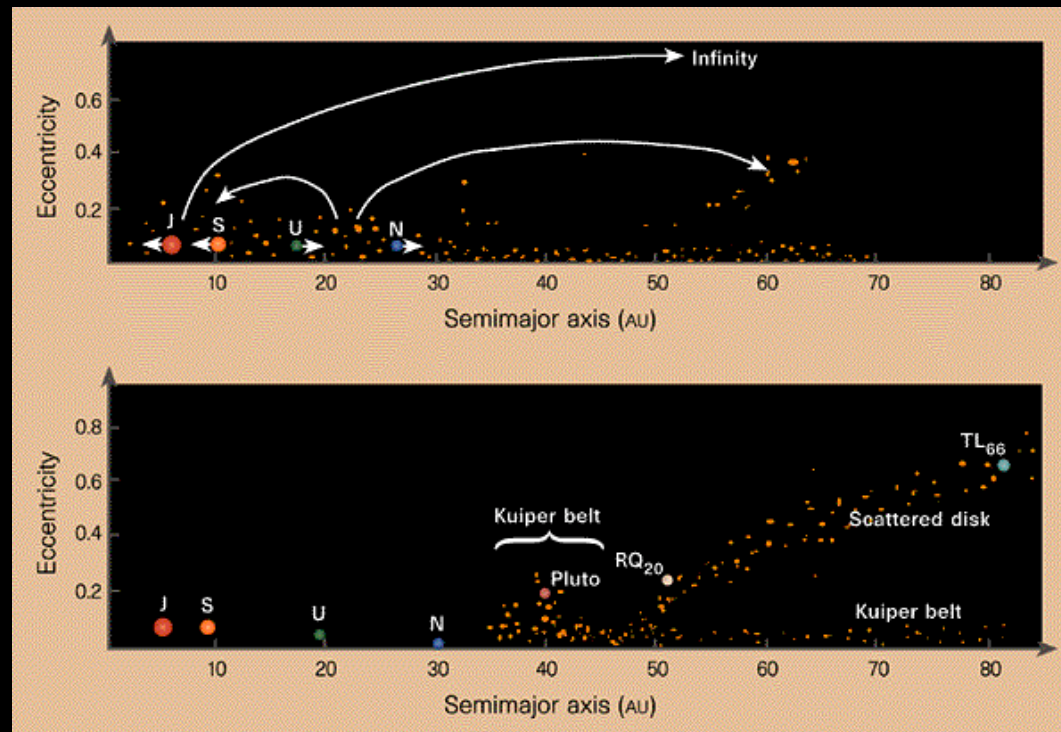 Infinity
Eccentricity
0.6
0.4
0.2
J S U N
10 20 30 40 50 60 70 80
Semimajor axis (AU)
Eccentricity
0.8
0.6
0.4
0.2
TL66
Scattered disk
Kuiper belt
RQ20
Pluto
Kuiper belt
J S U N
10 20 30 40 50 60 70 80
Semimajor axis (AU)